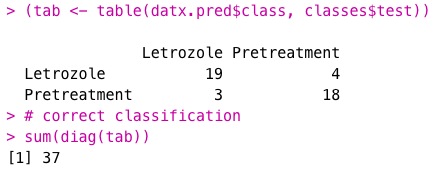 > (tab <- table(datx.pred$class, classes$test))
Letrozole Pretreatment
Letrozole 19 4
Pretreatment 3 18
> # correct classification
> sum(diag(tab))
[1] 37